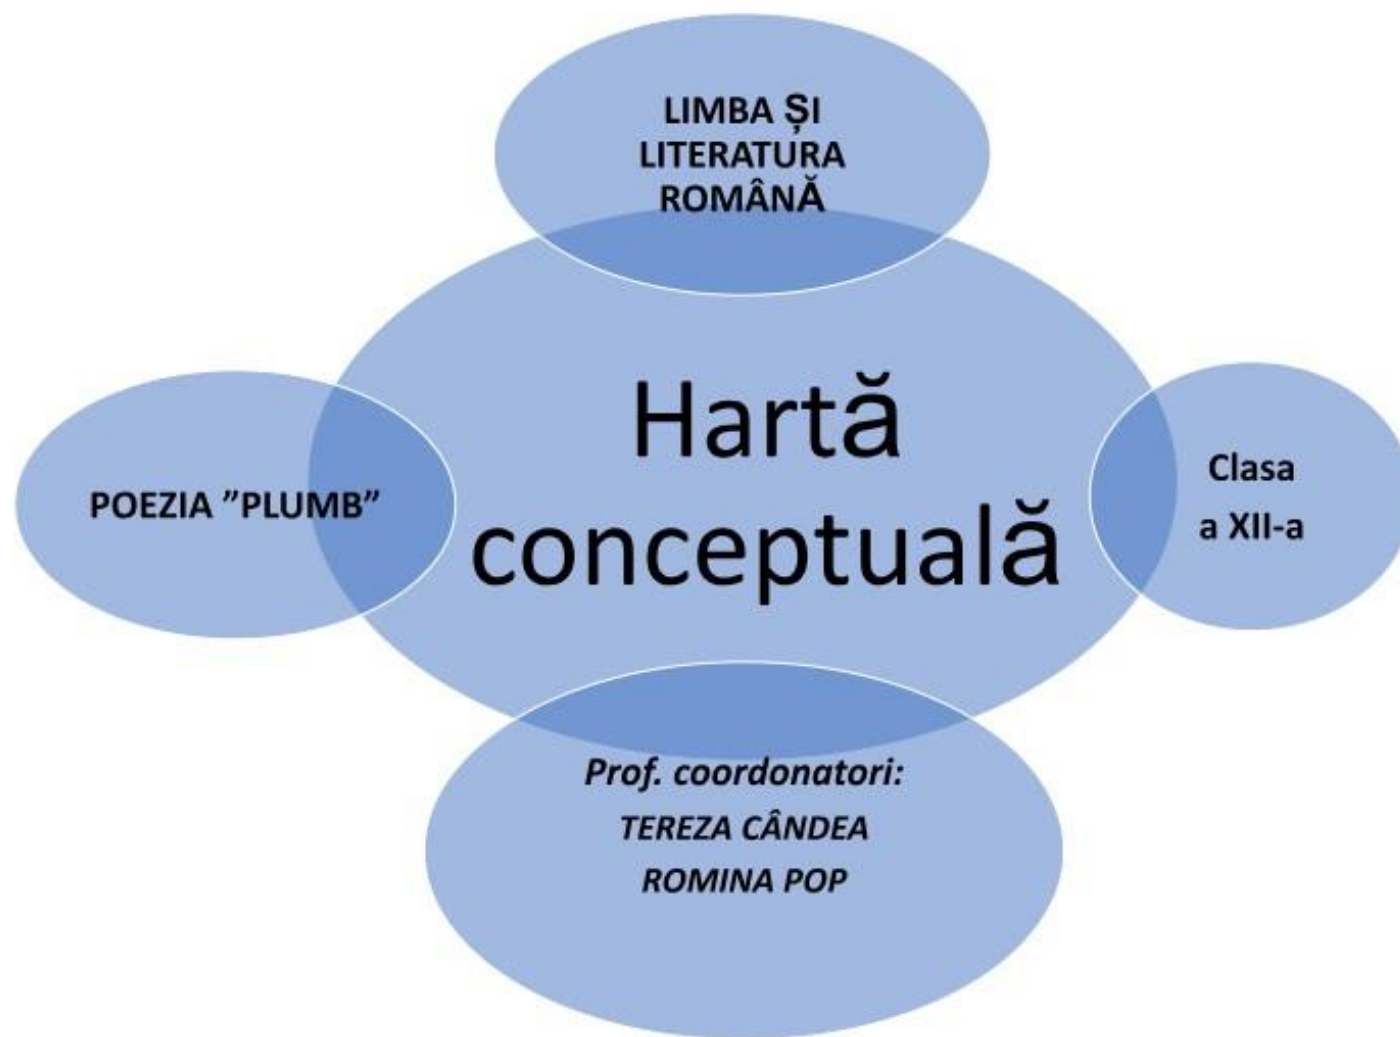 LIMBA ȘI
LITERATURA
ROMÂNĂ
Hartă
conceptuală
POEZIA ”PLUMB”
Clasa
a XII-a
Prof. coordonatori:
TEREZA CÂNDEA
ROMINA POP